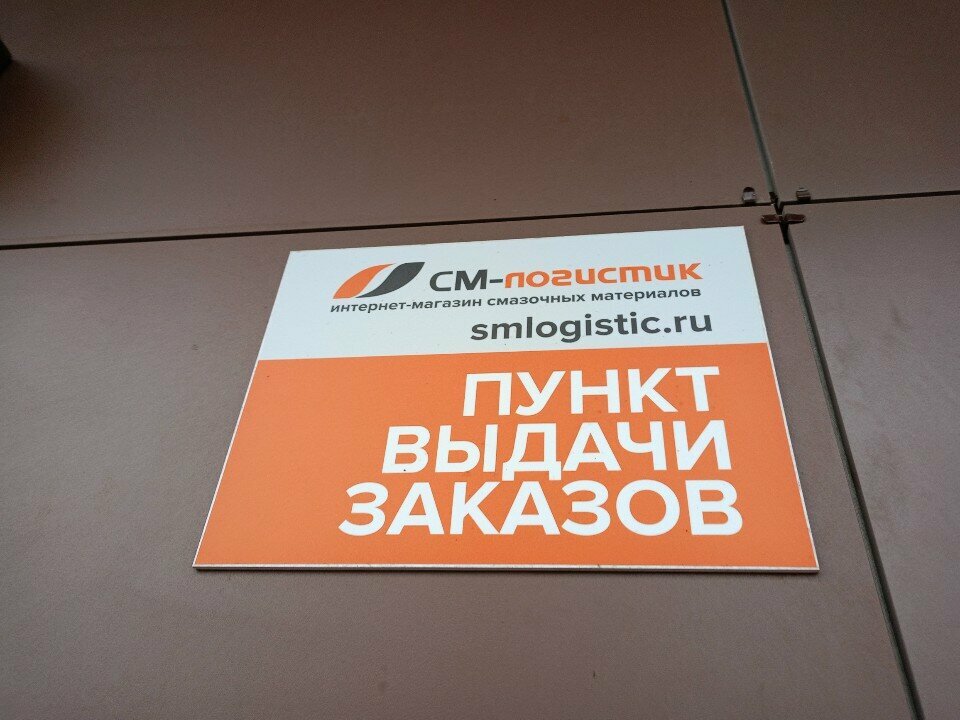 СМ-логистик
интернет-магазин смазочных материалов
smlogistic.ru
ПУНКТ
ВЫДАЧИ
ЗАКАЗОВ